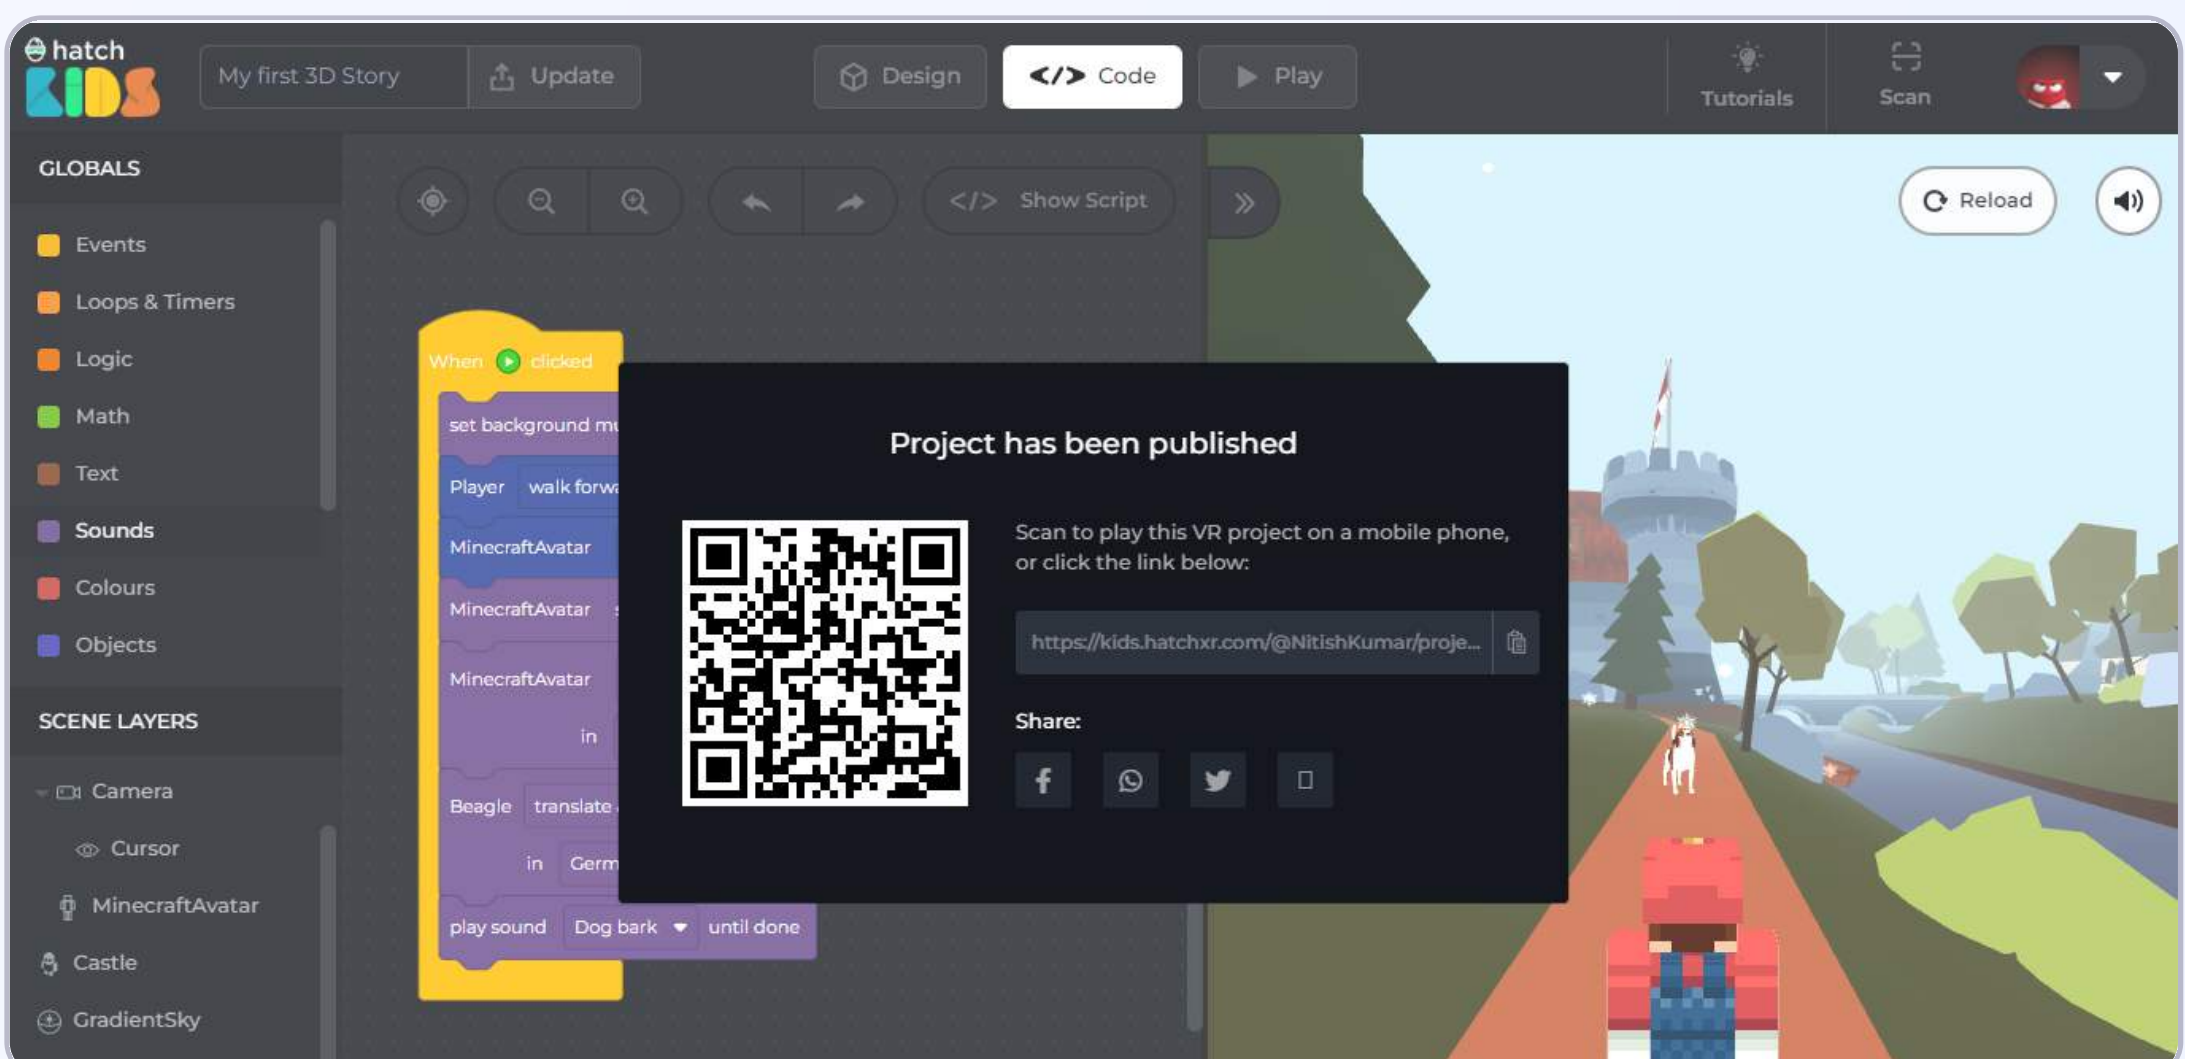 hatch
KIDS
My first 3D Story
Update
Design
</> Code
Play
Tutorials
Scan
GLOBALS
Events
Loops & Timers
Logic
Math
Text
Sounds
Colours
Objects
SCENE LAYERS
Camera
Cursor
MinecraftAvatar
Castle
GradientSky
</> Show Script
Reload
When clicked
set background
Player walk
MinecraftAvatar
MinecraftAvatar
MinecraftAvatar
in
Beagle translate
in
play sound Dog bark until done
Project has been published
Scan to play this VR project on a mobile phone,
or click the link below:
https://kids.hatchxr.com/@NitishKumar/proje...
Share: